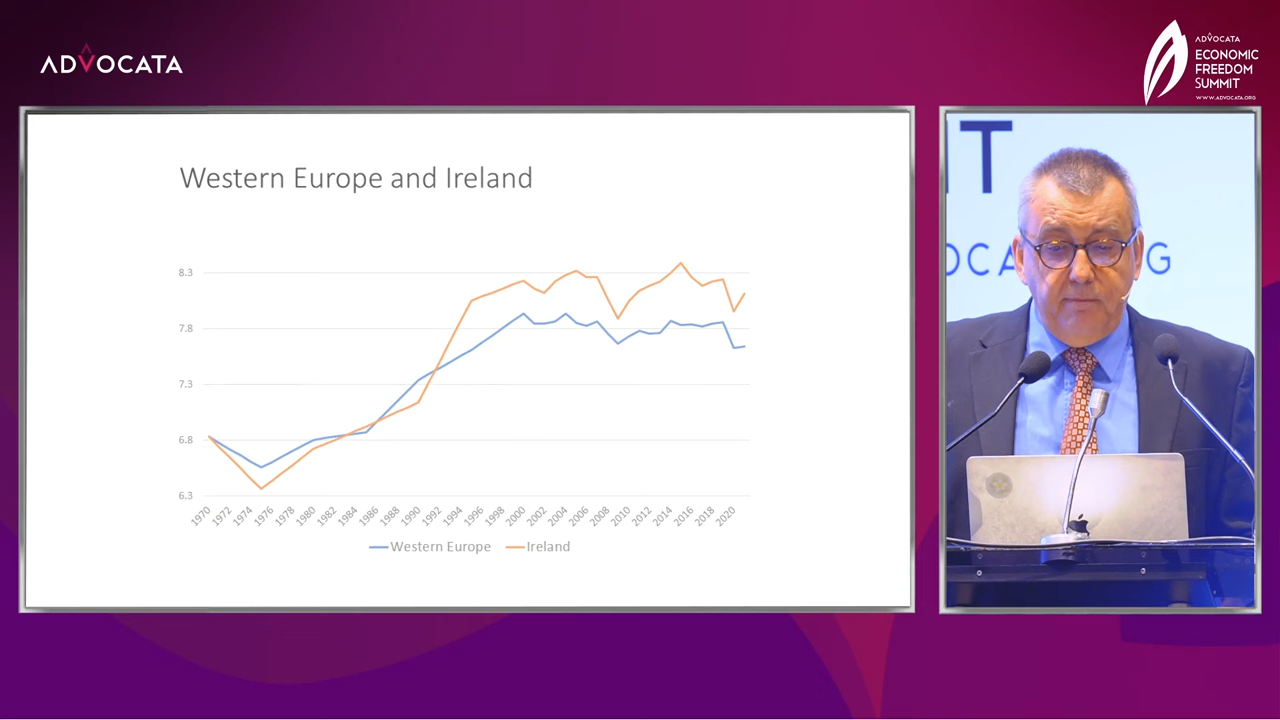 ADVOCATA
ADVOCATA
ECONOMIC
FREEDOM
SUMMIT
WWW.ADVOCATA.ORG
Western Europe and Ireland
8.3
7.8
7.3
6.8
6.3
1970 1972 1974 1976 1978 1980 1982 1984 1986 1988 1990 1992 1994 1996 1998 2000 2002 2004 2006 2008 2010 2012 2014 2016 2018 2020
Western Europe Ireland
IT
OCA
G